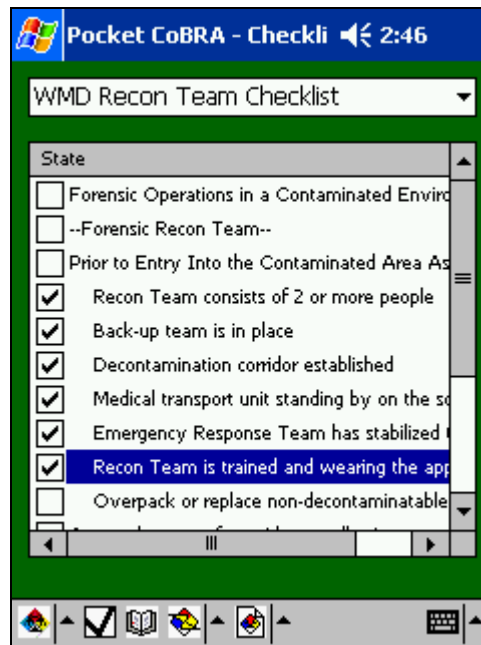 Pocket CoBRA - Checkli 2:46
WMD Recon Team Checklist
State
Forensic Operations in a Contaminated Enviro
--Forensic Recon Team--
Prior to Entry Into the Contaminated Area As
Recon Team consists of 2 or more people
Back-up team is in place
Decontamination corridor established
Medical transport unit standing by on the sc
Emergency Response Team has stabilized
Recon Team is trained and wearing the app
Overpack or replace non-decontaminatable